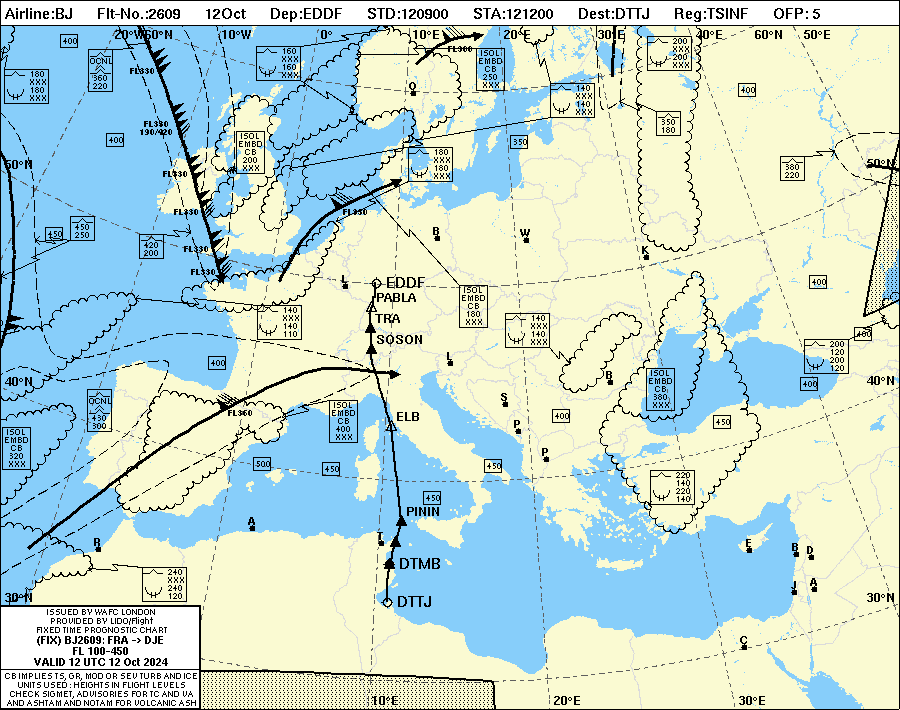 Airline:BJ Flt-No.:2609 12Oct Dep:EDDF STD:120900 STA:121200 Dest:DTTJ Reg:TSINF OFP: 5
20°W 60°N 10°W 0° 10°E 20°E 30°E 40°E 60°N 50°E
400
OCNL
360
220
180
XXX
180
XXX
FL330
160
XXX
160
XXX
FL300
ISOL
EMBD
CB
250
XXX
200
XXX
200
XXX
O
140
XXX
140
XXX
400
FL330
190/420
400
ISOL
EMBD
CB
200
XXX
350
350
180
50°N
180
XXX
180
XXX
380
220
50°N
FL330
FL330
FL350
450
450
250
420
200
FL330
B
W
K
FL330
L
EDDF
PABLA
ISOL
EMBD
CB
180
XXX
400
140
XXX
140
110
TRA
140
XXX
140
XXX
SOSON
400
200
120
200
120
400
L
40°N
OCNL
430
300
B
ISOL
EMBD
CB
380
XXX
400
40°N
FL360
ISOL
EMBD
CB
400
XXX
ELB
S
400
450
P
ISOL
EMBD
CB
320
XXX
500
450
450
P
450
220
140
220
140
PININ
A
T
R
E
B
D
DTMB
240
XXX
240
120
J
A
30°N
DTTJ
30°N
ISSUED BY WAFC LONDON
PROVIDED BY LIDO/Flight
FIXED TIME PROGNOSTIC CHART
(FIX) BJ2609: FRA -> DJE
FL 100-450
VALID 12 UTC 12 Oct 2024
C
CB IMPLIES TS, GR, MOD OR SEV TURB AND ICE
UNITS USED : HEIGHTS IN FLIGHT LEVELS
CHECK SIGMET, ADVISORIES FOR TC AND VA
AND ASHTAM AND NOTAM FOR VOLCANIC ASH
10°E 20°E 30°E